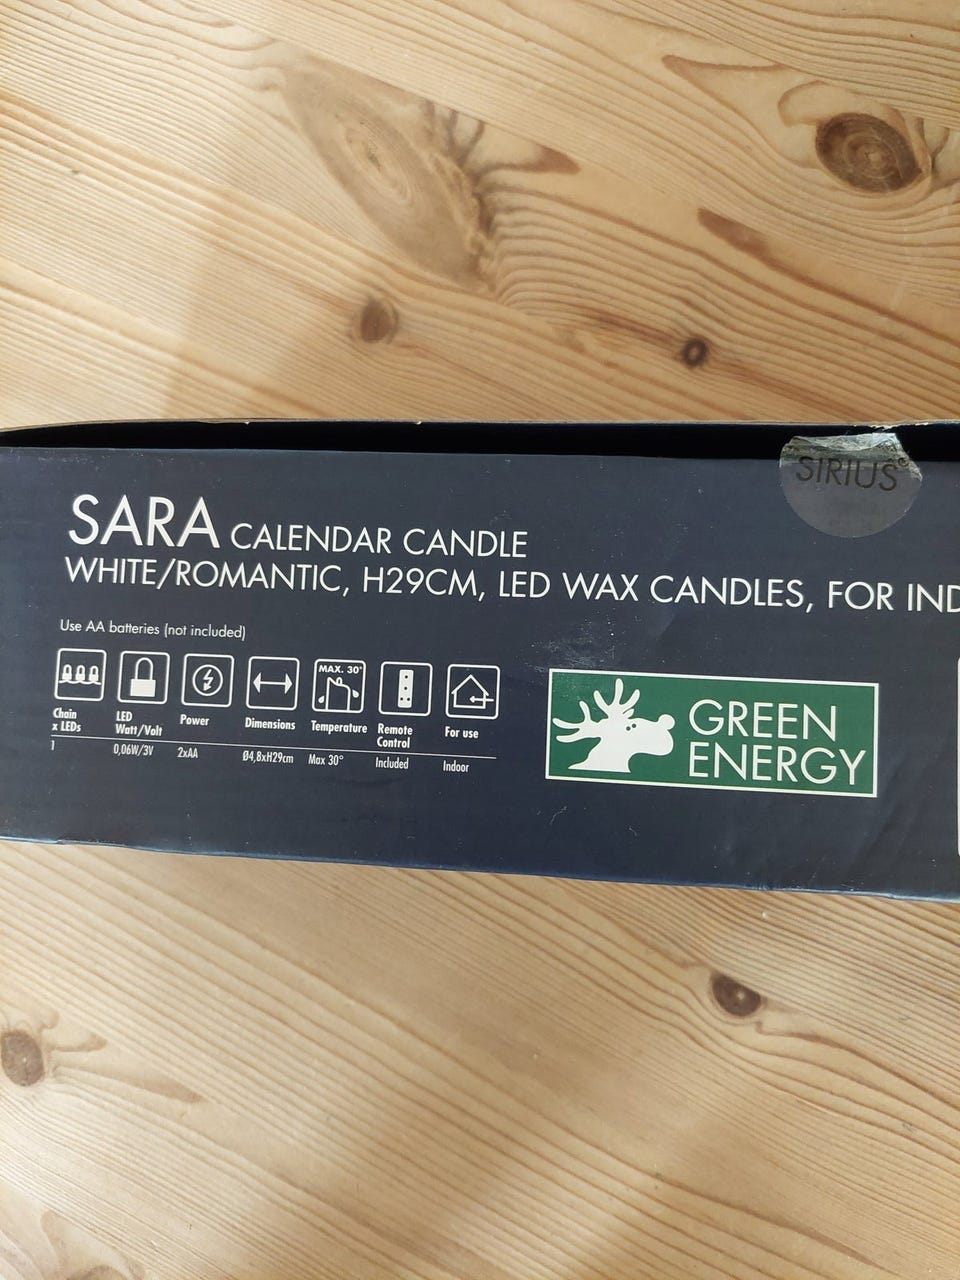 SIRIUS®
SARA CALENDAR CANDLE
WHITE/ROMANTIC, H29CM, LED WAX CANDLES, FOR IND
Use AA batteries (not included)
MAX. 30°
Chain x LEDs
LED Watt/Volt
Power
Dimensions
Temperature
Remote Control
For use
1
0,06W/3V
2xAA
Ø4,8xH29cm
Max 30°
Included
Indoor
GREEN
ENERGY